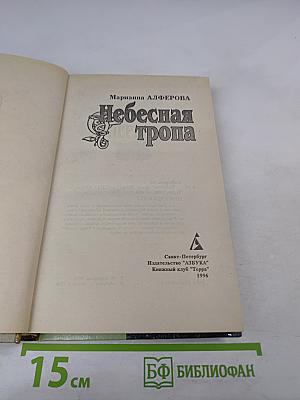 Марианна АЛФЕРОВА
Небесная
тропа
Санкт-Петербург
Издательство "АЗБУКА"
Книжный клуб "Терра"
1996
15 см
БФ БИБЛИОФАН